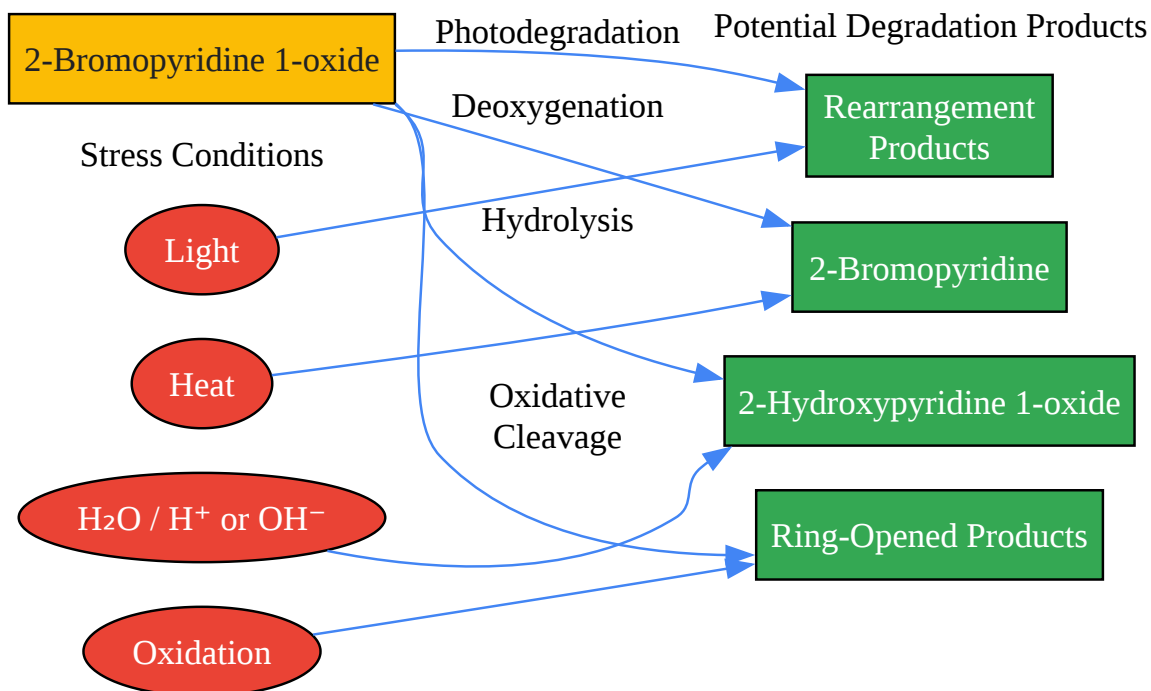 2-Bromopyridine 1-oxide
Photodegradation
Potential Degradation Products
Deoxygenation
Rearrangement
Products
Stress Conditions
Light
Hydrolysis
2-Bromopyridine
Heat
Oxidative
Cleavage
2-Hydroxypyridine 1-oxide
H₂O / H⁺ or OH⁻
Ring-Opened Products
Oxidation